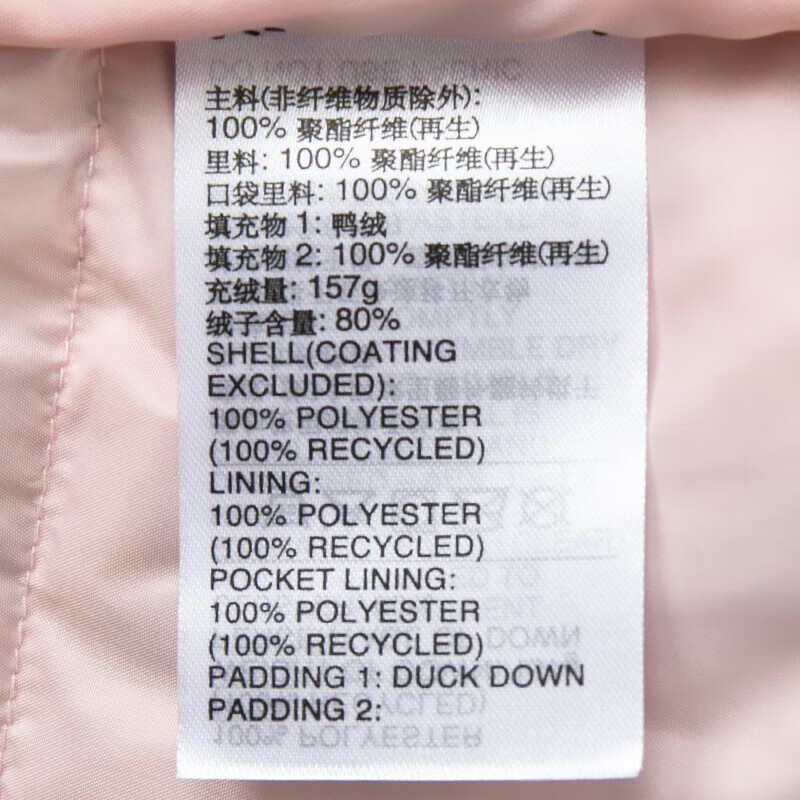 主料(非纤维物质除外):
100% 聚酯纤维(再生)
里料: 100% 聚酯纤维(再生)
口袋里料: 100% 聚酯纤维(再生)
填充物 1: 鸭绒
填充物 2: 100% 聚酯纤维(再生)
充绒量: 157g
绒子含量: 80%
SHELL(COATING
EXCLUDED):
100% POLYESTER
(100% RECYCLED)
LINING:
100% POLYESTER
(100% RECYCLED)
POCKET LINING:
100% POLYESTER
(100% RECYCLED)
PADDING 1: DUCK DOWN
PADDING 2: